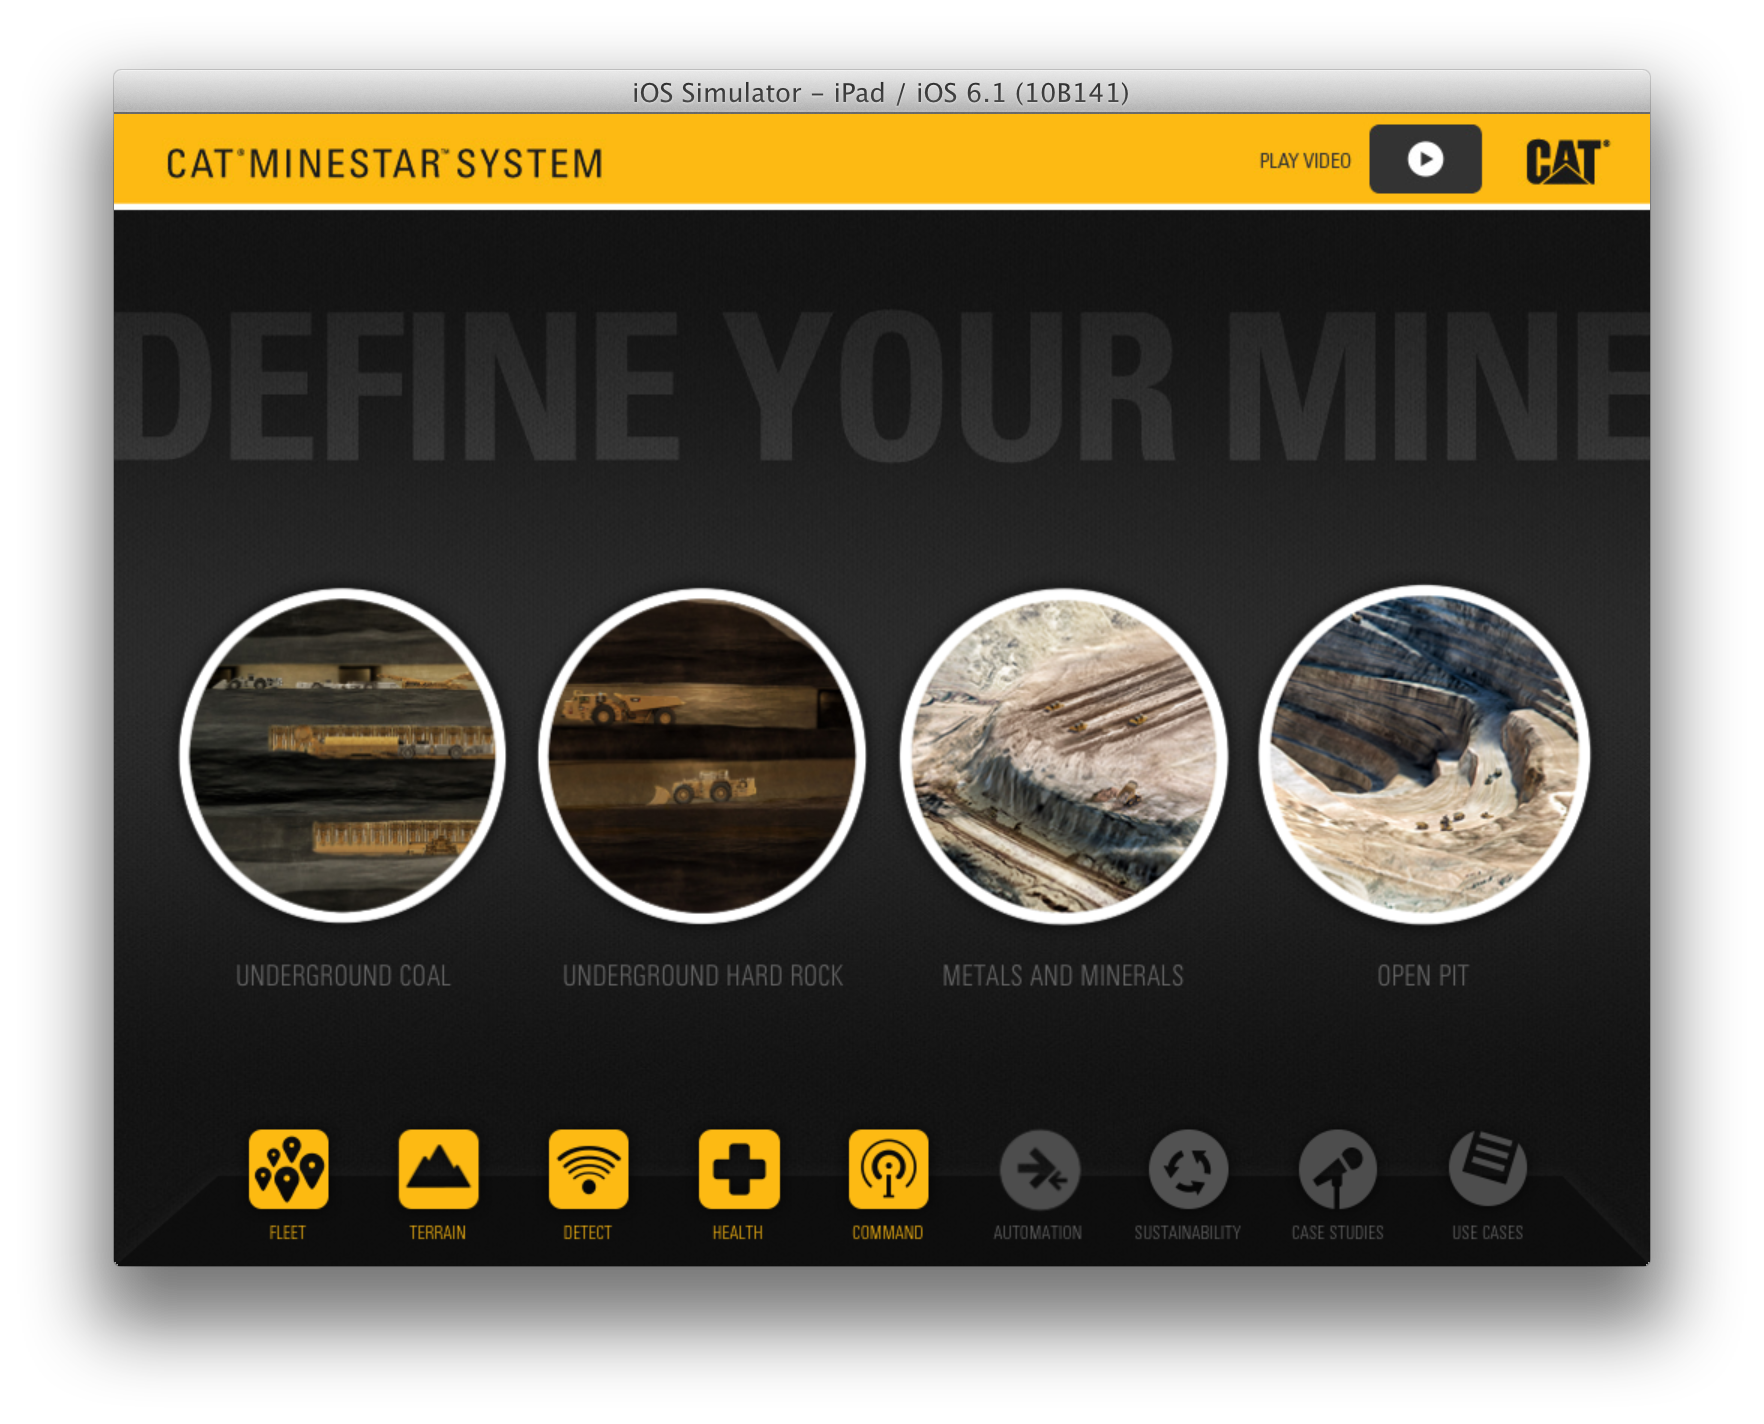 iOS Simulator – iPad / iOS 6.1 (10B141)
CAT® MINESTAR™ SYSTEM
PLAY VIDEO
CAT®
DEFINE YOUR MINE
UNDERGROUND COAL
UNDERGROUND HARD ROCK
METALS AND MINERALS
OPEN PIT
FLEET
TERRAIN
DETECT
HEALTH
COMMAND
AUTOMATION
SUSTAINABILITY
CASE STUDIES
USE CASES